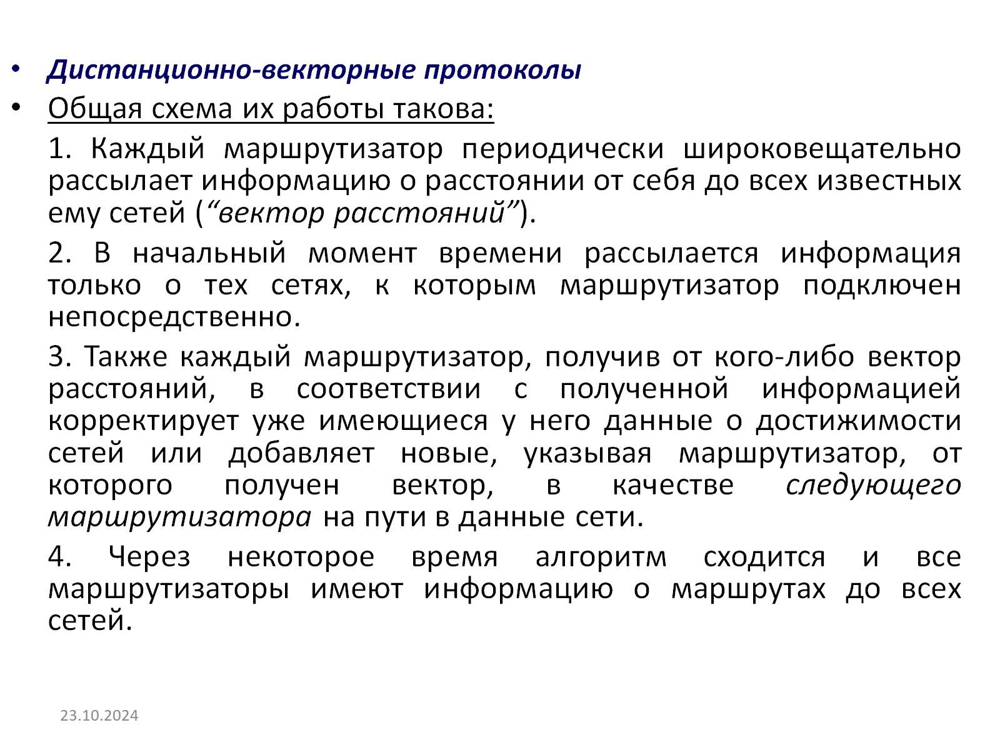 • Дистанционно-векторные протоколы
• Общая схема их работы такова:
1. Каждый маршрутизатор периодически широковещательно
рассылает информацию о расстоянии от себя до всех известных
ему сетей (“вектор расстояний”).
2. В начальный момент времени рассылается информация
только о тех сетях, к которым маршрутизатор подключен
непосредственно.
3. Также каждый маршрутизатор, получив от кого-либо вектор
расстояний, в соответствии с полученной информацией
корректирует уже имеющиеся у него данные о достижимости
сетей или добавляет новые, указывая маршрутизатор, от
которого получен вектор, в качестве следующего
маршрутизатора на пути в данные сети.
4. Через некоторое время алгоритм сходится и все
маршрутизаторы имеют информацию о маршрутах до всех
сетей.
23.10.2024